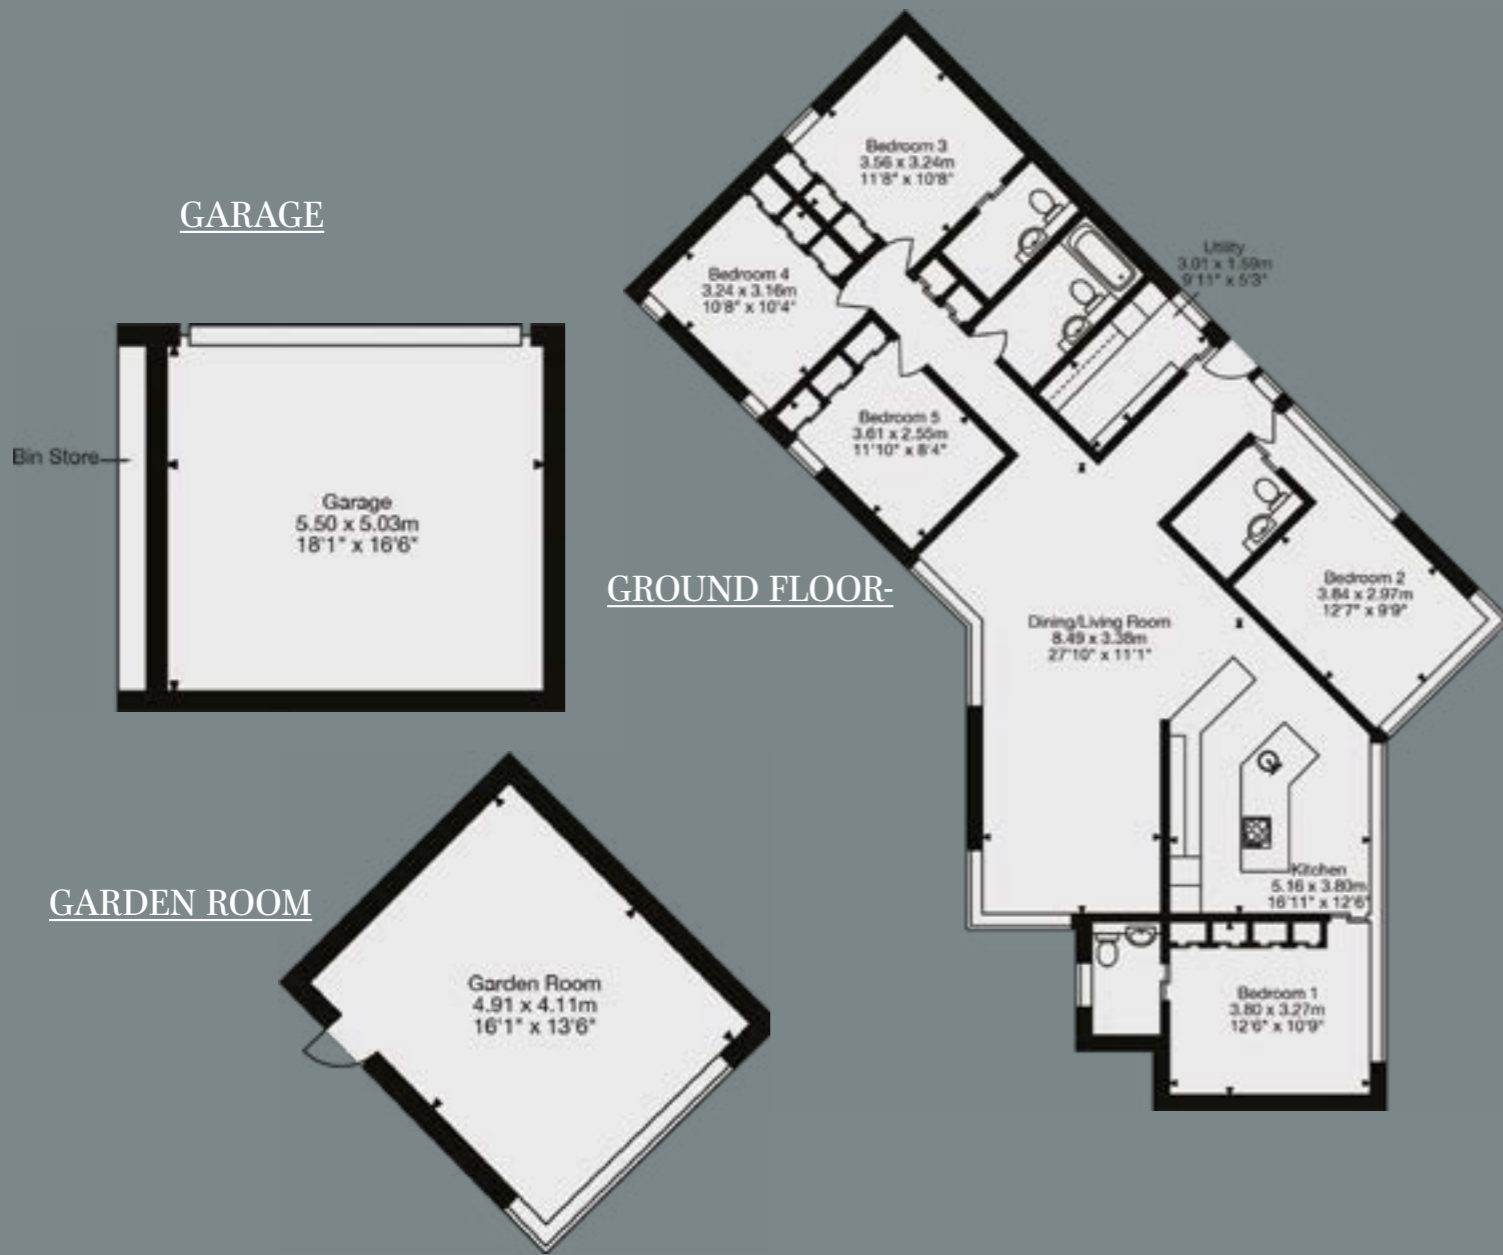 GARAGE
Bin Store
Garage
5.50 x 5.03m
18'1" x 16'6"
GROUND FLOOR-
Bedroom 3
3.56 x 3.24m
11'8" x 10'8"
Bedroom 4
3.24 x 3.16m
10'8" x 10'4"
Utility
3.01 x 1.59m
9'11" x 5'3"
Bedroom 5
3.61 x 2.55m
11'10" x 8'4"
Bedroom 2
3.84 x 2.97m
12'7" x 9'9"
Dining/Living Room
8.49 x 3.38m
27'10" x 11'1"
Kitchen
5.16 x 3.80m
16'11" x 12'6"
Bedroom 1
3.80 x 3.27m
12'6" x 10'9"
GARDEN ROOM
Garden Room
4.91 x 4.11m
16'1" x 13'6"